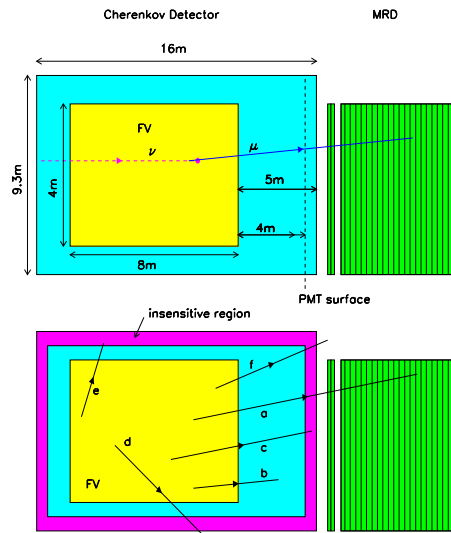 Cherenkov Detector
MRD
16m
FV
ν
μ
9.3m
4m
5m
4m
8m
PMT surface
insensitive region
f
e
a
d
c
b
FV